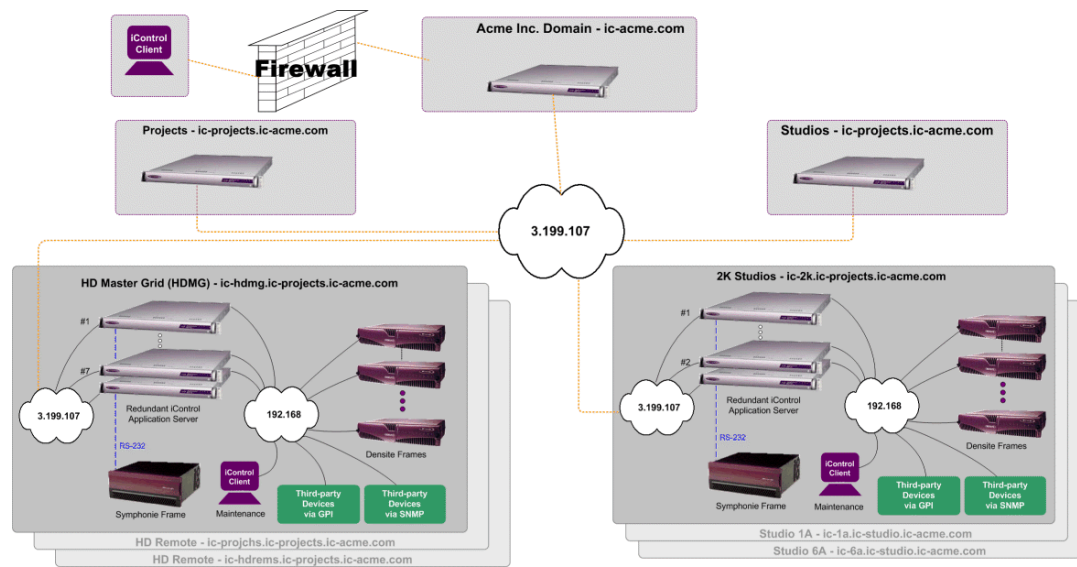 iControl
Client
Firewall
Acme Inc. Domain - ic-acme.com
Projects - ic-projects.ic-acme.com
Studios - ic-projects.ic-acme.com
3.199.107
HD Master Grid (HDMG) - ic-hdmg.ic-projects.ic-acme.com
#1
#7
3.199.107
Redundant iControl
Application Server
192.168
RS-232
Densite Frames
Symphonie Frame
iControl
Client
Maintenance
Third-party
Devices
via GPI
Third-party
Devices
via SNMP
HD Remote - ic-projchs.ic-projects.ic-acme.com
HD Remote - ic-hdrems.ic-projects.ic-acme.com
2K Studios - ic-2k.ic-projects.ic-acme.com
#1
#2
3.199.107
Redundant iControl
Application Server
192.168
RS-232
Densite Frames
Symphonie Frame
iControl
Client
Maintenance
Third-party
Devices
via GPI
Third-party
Devices
via SNMP
Studio 1A - ic-1a.ic-studio.ic-acme.com
Studio 6A - ic-6a.ic-studio.ic-acme.com